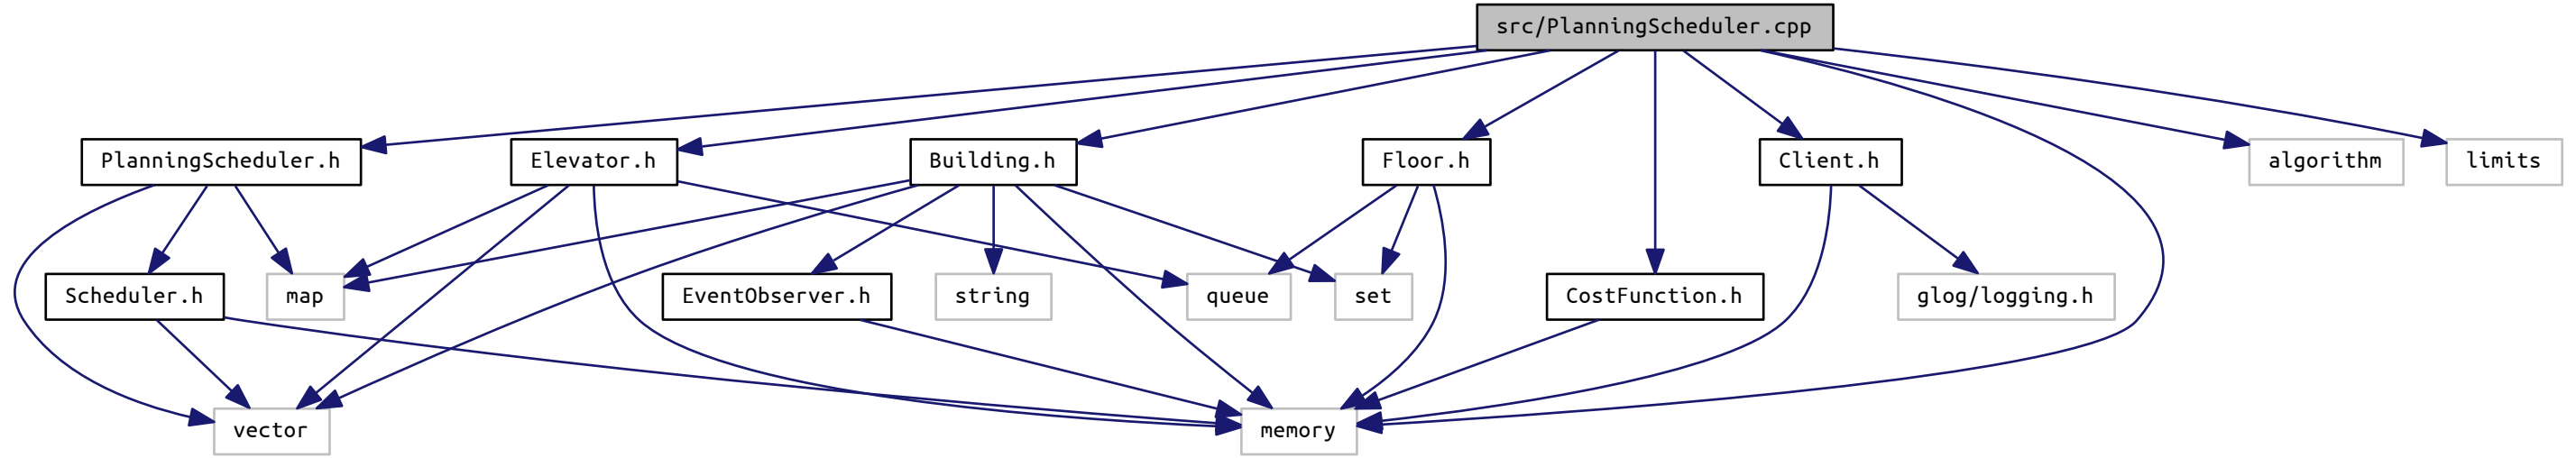 src/PlanningScheduler.cpp
PlanningScheduler.h
Elevator.h
Building.h
Floor.h
Client.h
algorithm
limits
Scheduler.h
map
EventObserver.h
string
queue
set
CostFunction.h
glog/logging.h
vector
memory